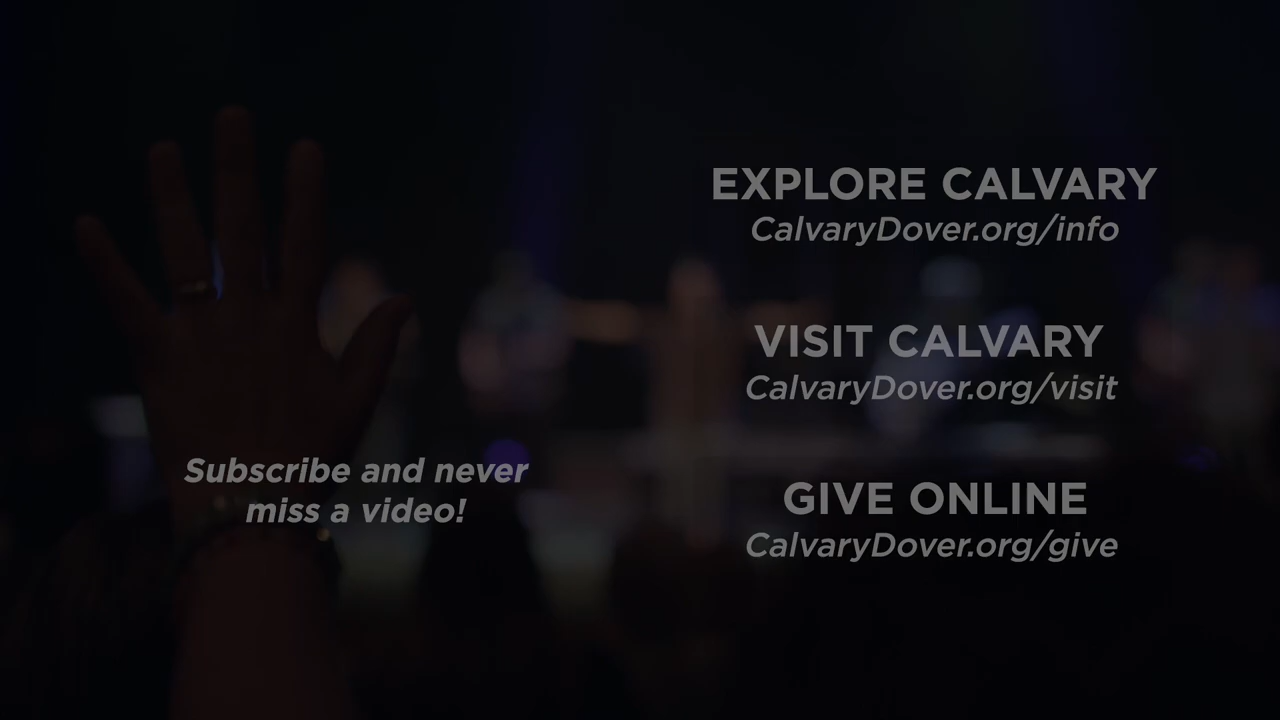 EXPLORE CALVARY
CalvaryDover.org/info
VISIT CALVARY
CalvaryDover.org/visit
Subscribe and never
miss a video!
GIVE ONLINE
CalvaryDover.org/give